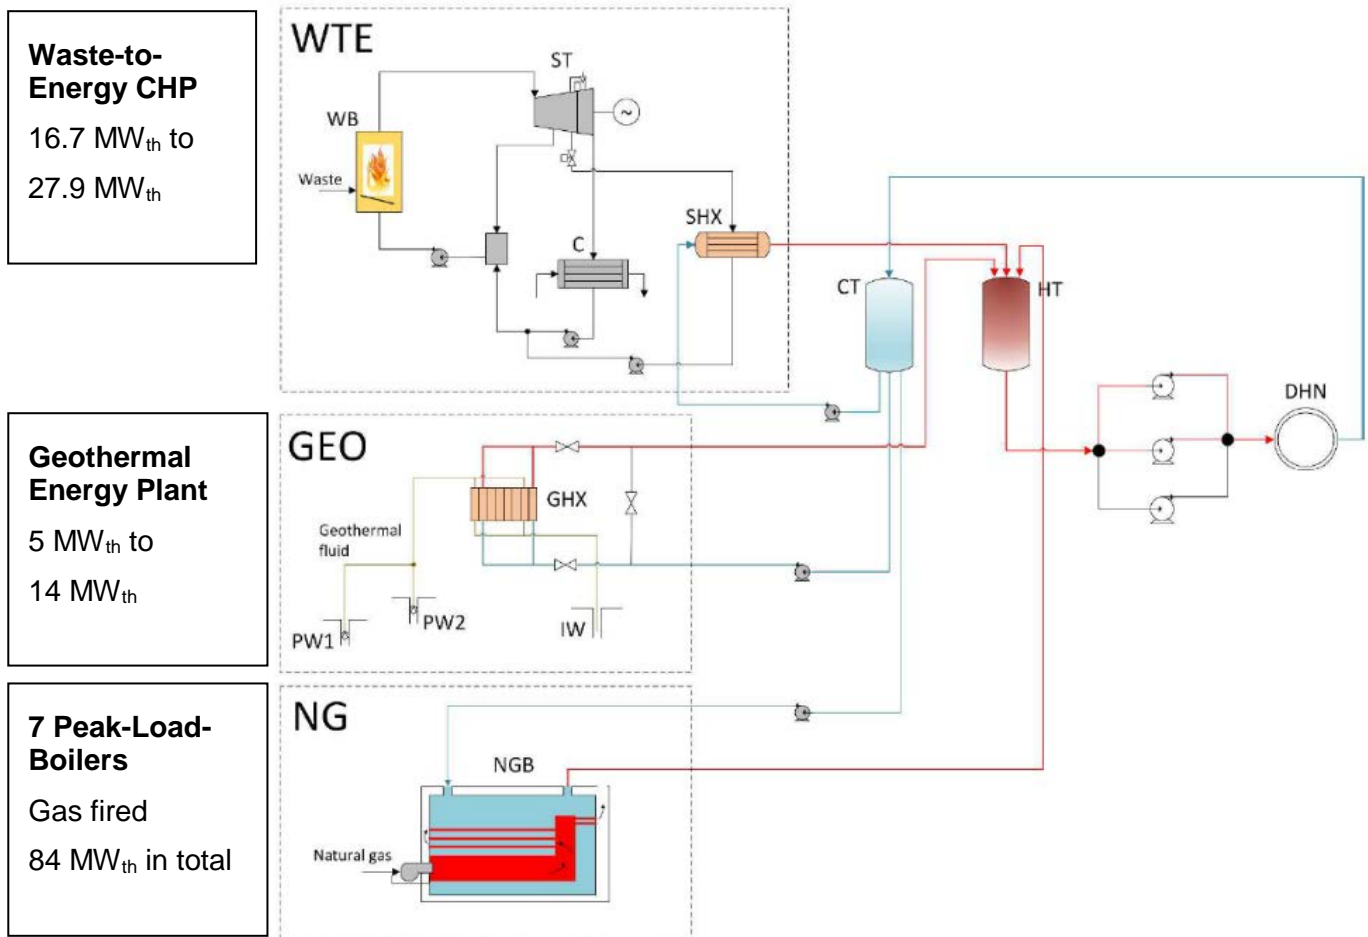 Waste-to-
Energy CHP
16.7 MWth to
27.9 MWth
WTE
ST
WB
Waste
C
SHX
CT
HT
DHN
Geothermal
Energy Plant
5 MWth to
14 MWth
GEO
GHX
Geothermal
fluid
PW1
PW2
IW
7 Peak-Load-
Boilers
Gas fired
84 MWth in total
NG
NGB
Natural gas